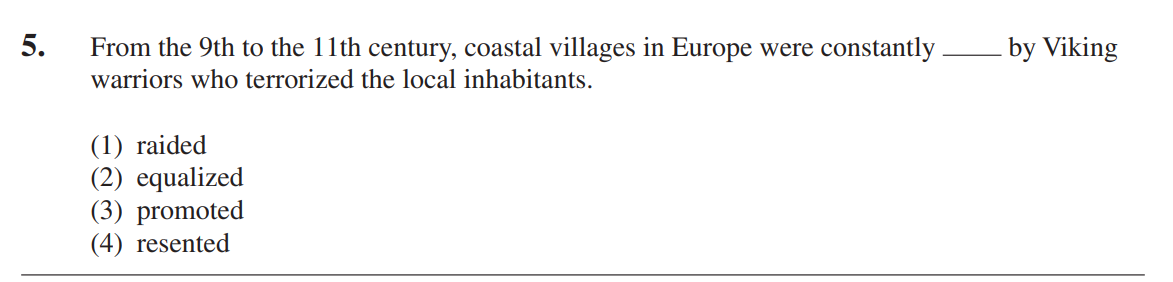 5. From the 9th to the 11th century, coastal villages in Europe were constantly ____ by Viking
warriors who terrorized the local inhabitants.
(1) raided
(2) equalized
(3) promoted
(4) resented